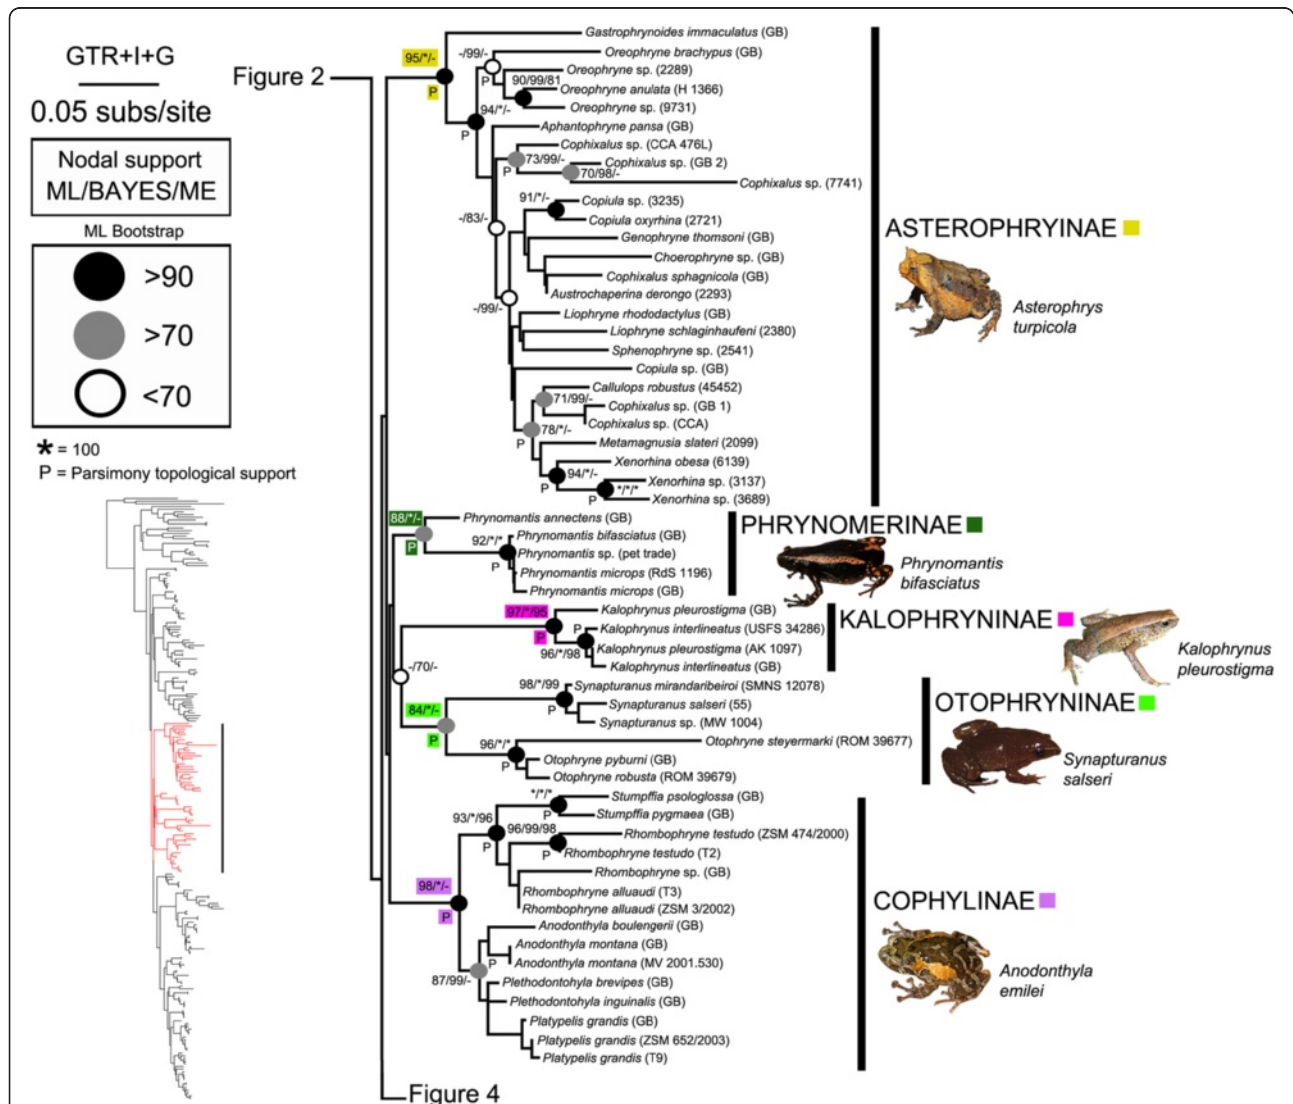 GTR+I+G
0.05 subs/site
Nodal support
ML/BAYES/ME
ML Bootstrap
>90
>70
<70
* = 100
P = Parsimony topological support
Figure 2
95/*/-
P
Gastrophrynoides immaculatus (GB)
-/99/-
P
Oreophryne brachypus (GB)
Oreophryne sp. (2289)
90/99/81
Oreophryne anulata (H 1366)
Oreophryne sp. (9731)
94/*/-
P
Aphantophryne pansa (GB)
Cophixalus sp. (CCA 476L)
73/99/-
P
Cophixalus sp. (GB 2)
70/98/-
Cophixalus sp. (7741)
91/*/-
Copiula sp. (3235)
Copiula oxyrhina (2721)
-/83/-
Genophryne thomsoni (GB)
Choerophryne sp. (GB)
Cophixalus sphagnicola (GB)
Austrochaperina derongo (2293)
-/99/-
Liophryne rhododactylus (GB)
Liophryne schlaginhaufeni (2380)
Sphenophryne sp. (2541)
Copiula sp. (GB)
Callulops robustus (45452)
71/99/-
Cophixalus sp. (GB 1)
Cophixalus sp. (CCA)
78/*/-
P
Metamagnusia slateri (2099)
Xenorhina obesa (6139)
94/*/-
P
Xenorhina sp. (3137)
*/*/*
P
Xenorhina sp. (3689)
ASTEROPHRYINAE
Asterophrys
turpicola
88/*/-
P
Phrynomantis annectens (GB)
Phrynomantis bifasciatus (GB)
92/*/*
P
Phrynomantis sp. (pet trade)
Phrynomantis microps (RdS 1196)
Phrynomantis microps (GB)
PHRYNOMERINAE
Phrynomantis
bifasciatus
97/*/95
P
Kalophrynus pleurostigma (GB)
P
Kalophrynus interlineatus (USFS 34286)
96/*/98
Kalophrynus pleurostigma (AK 1097)
Kalophrynus interlineatus (GB)
KALOPHRYNINAE
Kalophrynus
pleurostigma
-/70/-
84/*/-
P
98/*/99
P
Synapturanus mirandaribeiroi (SMNS 12078)
Synapturanus salseri (55)
Synapturanus sp. (MW 1004)
96/*/*
P
Otophryne steyermarki (ROM 39677)
Otophryne pyburni (GB)
Otophryne robusta (ROM 39679)
OTOPHRYNINAE
Synapturanus
salseri
98/*/-
P
93/*/96
P
*/*/*
P
Stumpffia psologlossa (GB)
Stumpffia pygmaea (GB)
96/99/98
P
Rhombophryne testudo (ZSM 474/2000)
Rhombophryne testudo (T2)
Rhombophryne sp. (GB)
Rhombophryne alluaudi (T3)
Rhombophryne alluaudi (ZSM 3/2002)
Anodonthyla boulengerii (GB)
P
Anodonthyla montana (GB)
Anodonthyla montana (MV 2001.530)
87/99/-
Plethodontohyla brevipes (GB)
Plethodontohyla inguinalis (GB)
Platypelis grandis (GB)
Platypelis grandis (ZSM 652/2003)
Platypelis grandis (T9)
COPHYLINAE
Anodonthyla
emilei
Figure 4